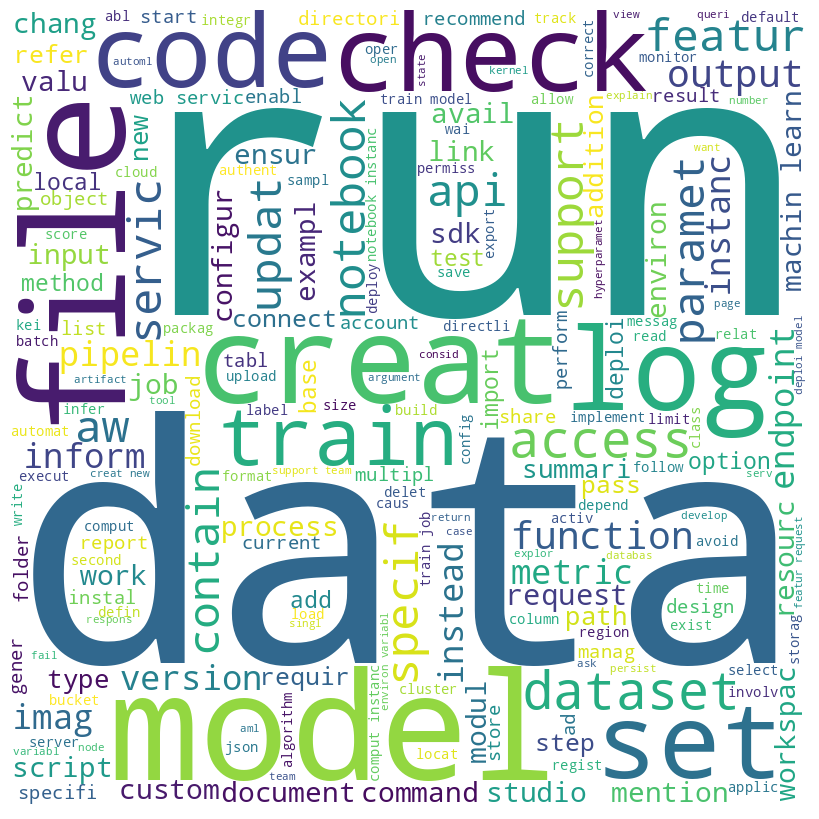 chang
abl
start
integr
directori
recommend
track
view
queri
default
refer
automl
code
oper
open
check
state
kernel
correct
featur
monitor
valu
web servic
enabl
train model
allow
explain
output
result
number
file
run
predict
new
ensur
notebook
notebook instanc
avail
wai
link
permiss
support
addition
want
machin learn
local
cloud
authent
sampl
object
score
servic
configur
updat
exampl
api
sdk
test
save
export
hyperparamet
environ
paramet
instanc
page
input
method
deploy
kei
list
packag
connect
account
directli
perform
deploi
messag
read
relat
deploi model
batch
pipelin
creat
log
tabl
consid
artifact
tool
job
upload
base
argument
import
infer
label
size
build
share
implement
limit
class
endpoint
automat
aw
download
train
config
access
inform
format
support team
multipl
summari
follow
option
execut
creat new
delet
pass
depend
serv
write
contain
data
caus
return
case
activ
avoid
develop
resourc
featur request
comput
report
process
current
specif
train job
function
explor
databas
second
folder
work
instal
defin
respons
add
load
singl
instead
metric
request
column
path
region
design
time
exist
storag
manag
ask
persist
gener
fail
type
version
requir
cluster
environ variabl
comput instanc
dataset
select
involv
workspac
bucket
imag
model
modul
store
ad
set
server
variabl
node
aml
json
algorithm
locat
step
regist
script
team
applic
specifi
custom
document
command
studio
mention